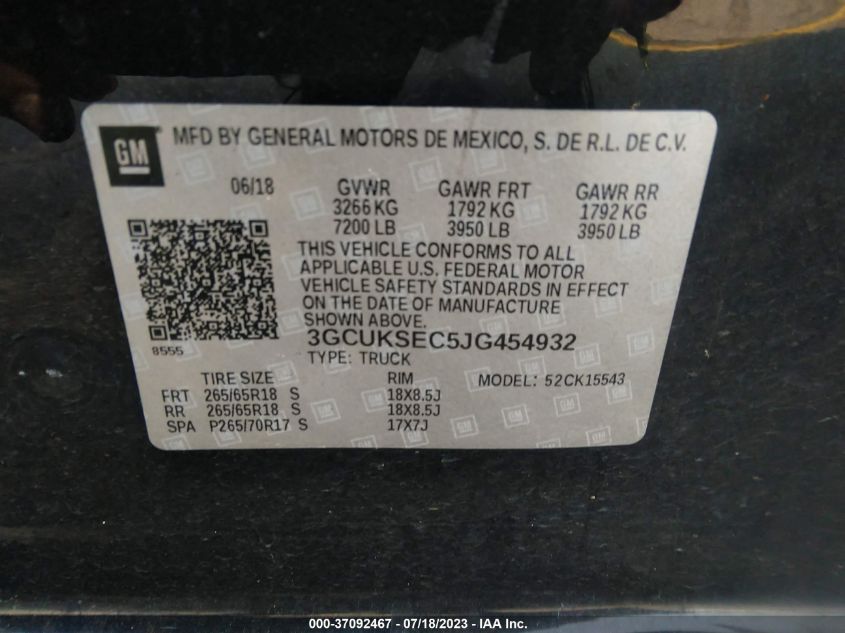 GM MFD BY GENERAL MOTORS DE MEXICO, S. DE R.L. DE C.V.
06/18 GVWR GAWR FRT GAWR RR
3266 KG 1792 KG 1792 KG
7200 LB 3950 LB 3950 LB
THIS VEHICLE CONFORMS TO ALL
APPLICABLE U.S. FEDERAL MOTOR
VEHICLE SAFETY STANDARDS IN EFFECT
ON THE DATE OF MANUFACTURE
SHOWN ABOVE.
8555
3GCUKSEC5JG454932
TYPE: TRUCK
TIRE SIZE RIM MODEL: 52CK15543
FRT 265/65R18 S 18X8.5J
RR 265/65R18 S 18X8.5J
SPA P265/70R17 S 17X7J
000-37092467 - 07/18/2023 - IAA Inc.